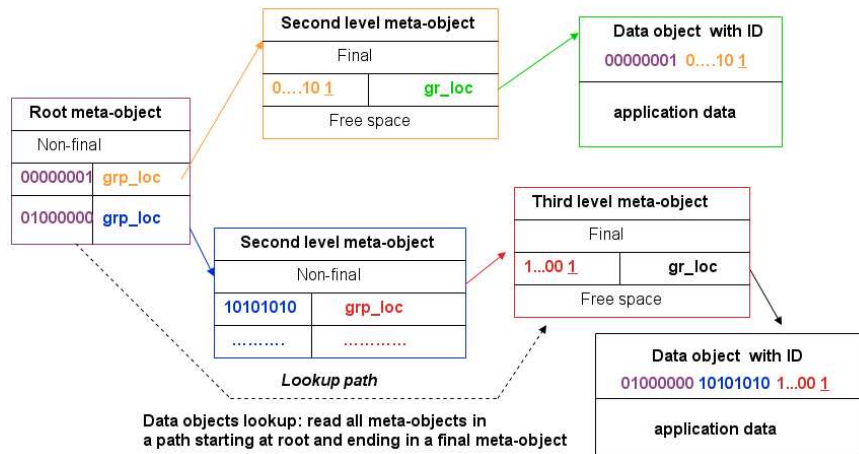 Second level meta-object
Final
0....10 1 gr_loc
Free space
Data object with ID
00000001 0....10 1
application data
Root meta-object
Non-final
00000001 grp_loc
01000000 grp_loc
Second level meta-object
Non-final
10101010 grp_loc
.......... ............
Third level meta-object
Final
1...00 1 gr_loc
Free space
Data object with ID
01000000 10101010 1...00 1
application data
Lookup path
Data objects lookup: read all meta-objects in
a path starting at root and ending in a final meta-object